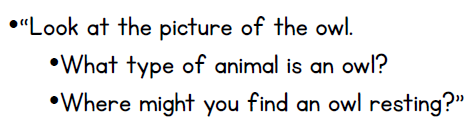 •“Look at the picture of the owl.
•What type of animal is an owl?
•Where might you find an owl resting?”